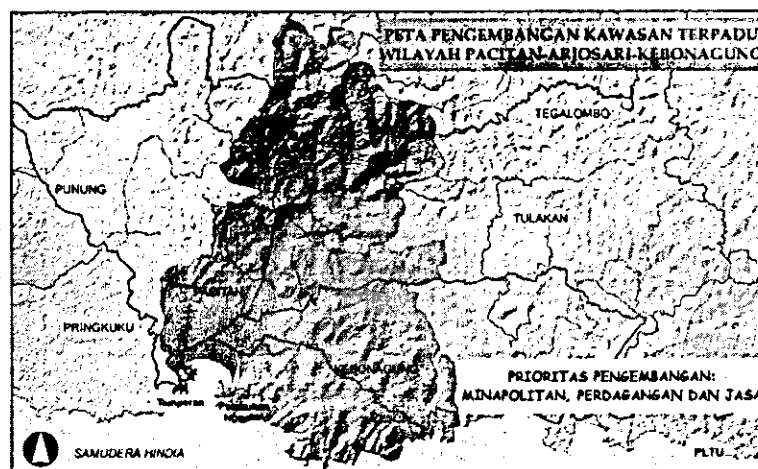 PETA PENGEMBANGAN KAWASAN TERPADU
WILAYAH PACITAN-ARJOSARI-KEBONAGUNG
TEGALOMBO
PUNUNG
TULAKAN
PACITAN
PRINGKUKU
KEBONAGUNG
PRIORITAS PENGEMBANGAN:
MINAPOLITAN, PERDAGANGAN DAN JASA
Tamperan
SAMUDERA HINDIA
PLTU